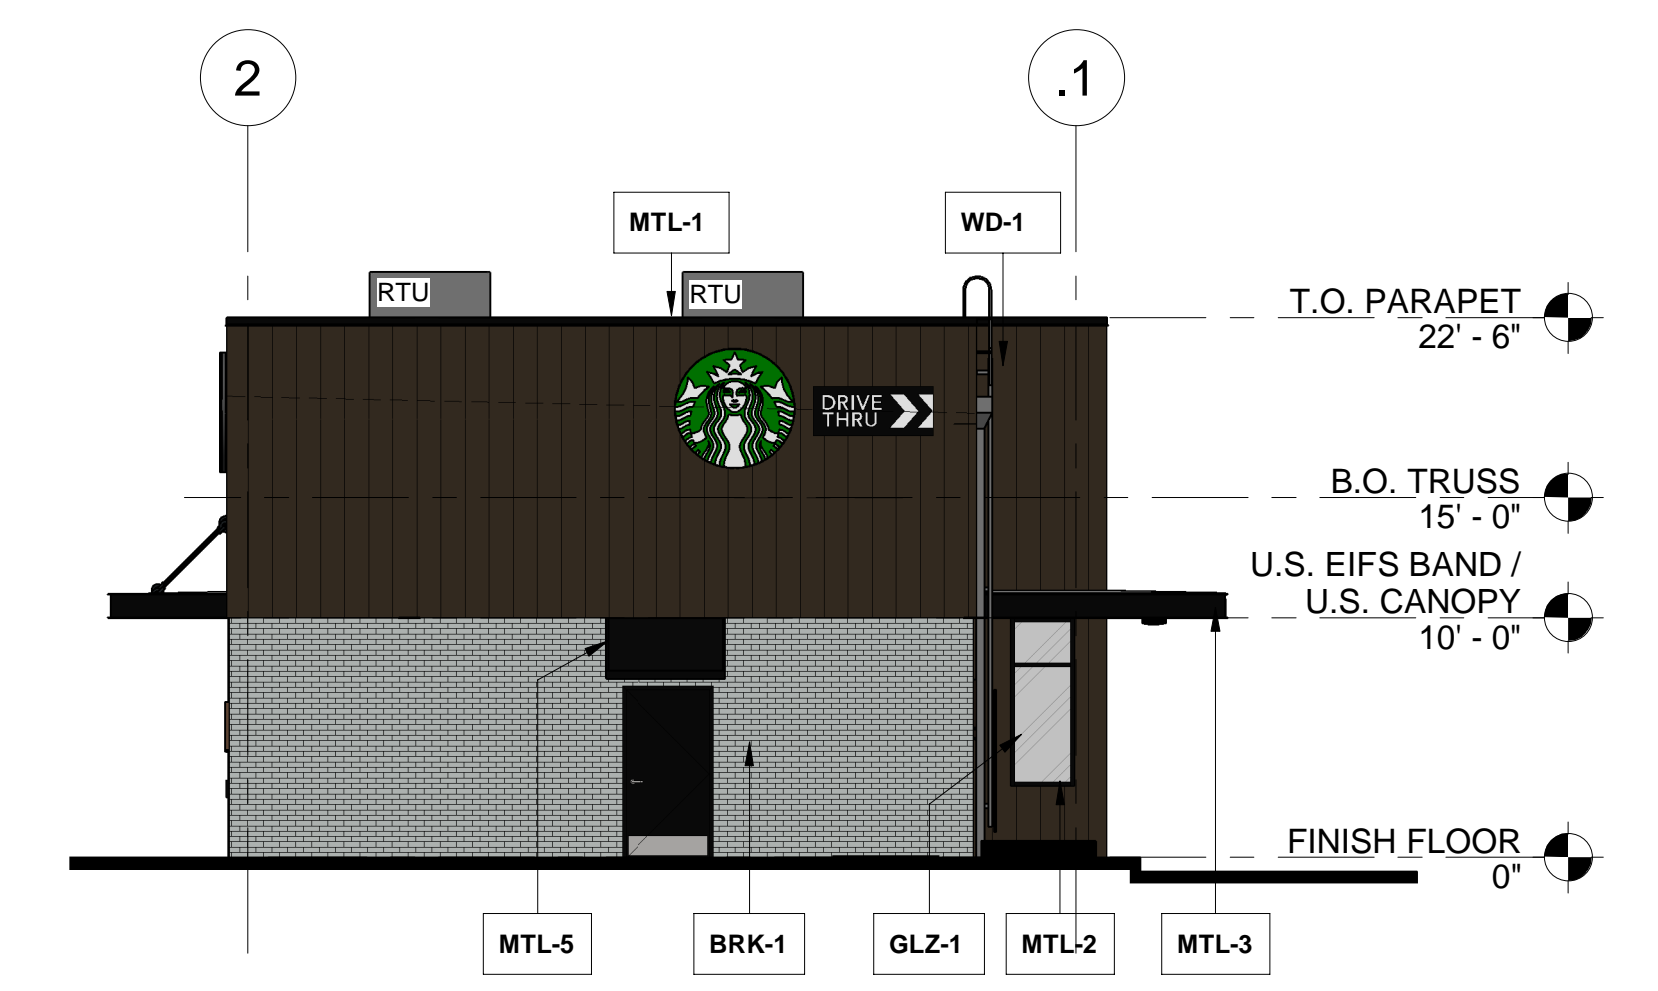 2
.1
MTL-1
WD-1
RTU
RTU
T.O. PARAPET
22' - 6"
DRIVE
THRU
B.O. TRUSS
15' - 0"
U.S. EIFS BAND /
U.S. CANOPY
10' - 0"
FINISH FLOOR
0"
MTL-5
BRK-1
GLZ-1
MTL-2
MTL-3